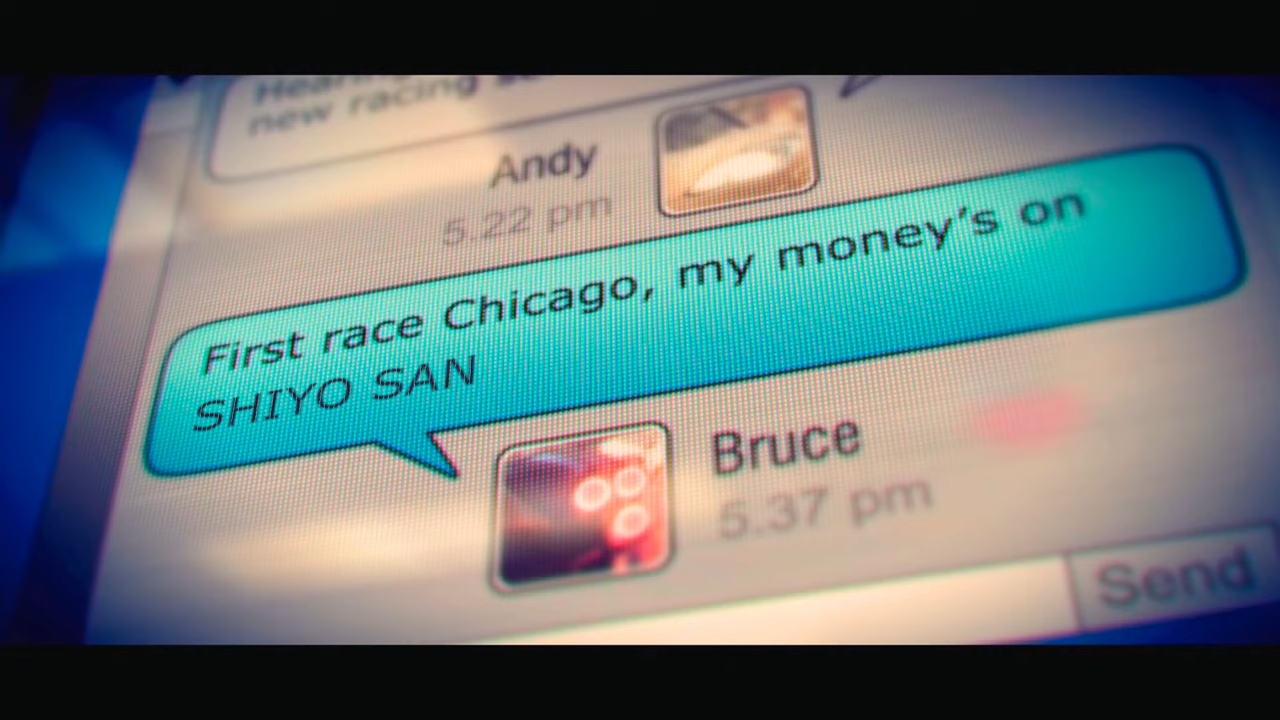 new racing
Andy
5.22 pm
First race Chicago, my money's on
SHIYO SAN
Bruce
5.37 pm
Send